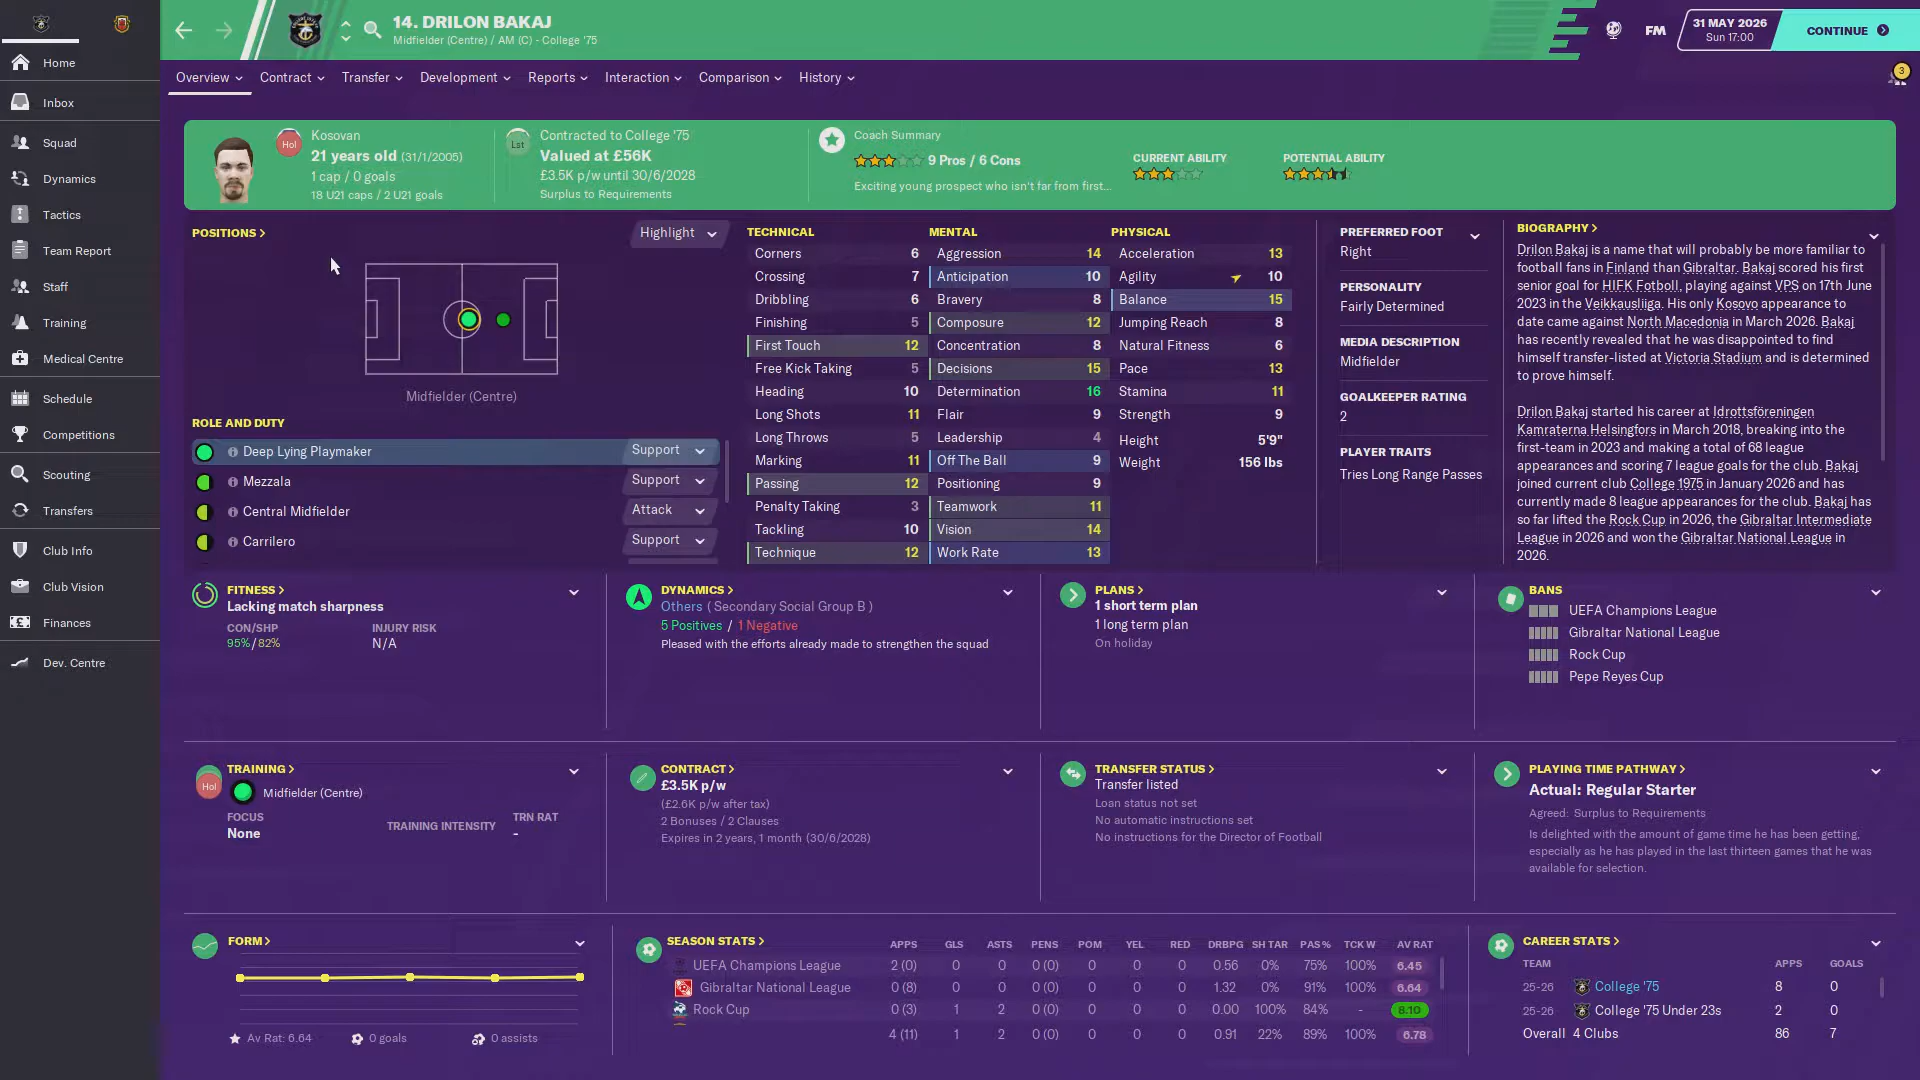 14. DRILON BAKAJ
Midfielder (Centre) / AM (C) - College '75
FM
31 MAY 2026
Sun 17:00
CONTINUE
3
Home
Inbox
Squad
Dynamics
Tactics
Team Report
Staff
Training
Medical Centre
Schedule
Competitions
Scouting
Transfers
Club Info
Club Vision
Finances
Dev. Centre
Overview Contract Transfer Development Reports Interaction Comparison History
Hol
Kosovan
21 years old (31/1/2005)
1 cap / 0 goals
18 U21 caps / 2 U21 goals
Lst
Contracted to College '75
Valued at £56K
£3.5K p/w until 30/6/2028
Surplus to Requirements
Coach Summary
9 Pros / 6 Cons
Exciting young prospect who isn't far from first...
CURRENT ABILITY
POTENTIAL ABILITY
POSITIONS >
Highlight
Midfielder (Centre)
ROLE AND DUTY
Deep Lying Playmaker Support
Mezzala Support
Central Midfielder Attack
Carrilero Support
TECHNICAL
Corners 6
Crossing 7
Dribbling 6
Finishing 5
First Touch 12
Free Kick Taking 5
Heading 10
Long Shots 11
Long Throws 5
Marking 11
Passing 12
Penalty Taking 3
Tackling 10
Technique 12
MENTAL
Aggression 14
Anticipation 10
Bravery 8
Composure 12
Concentration 8
Decisions 15
Determination 16
Flair 9
Leadership 4
Off The Ball 9
Positioning 9
Teamwork 11
Vision 14
Work Rate 13
PHYSICAL
Acceleration 13
Agility 10
Balance 15
Jumping Reach 8
Natural Fitness 6
Pace 13
Stamina 11
Strength 9
Height 5'9"
Weight 156 lbs
PREFERRED FOOT
Right
PERSONALITY
Fairly Determined
MEDIA DESCRIPTION
Midfielder
GOALKEEPER RATING
2
PLAYER TRAITS
Tries Long Range Passes
BIOGRAPHY >
Drilon Bakaj is a name that will probably be more familiar to
football fans in Finland than Gibraltar. Bakaj scored his first
senior goal for HIFK Fotboll, playing against VPS on 17th June
2023 in the Veikkausliiga. His only Kosovo appearance to
date came against North Macedonia in March 2026. Bakaj
has recently revealed that he was disappointed to find
himself transfer-listed at Victoria Stadium and is determined
to prove himself.
Drilon Bakaj started his career at Idrottsföreningen
Kamraterna Helsingfors in March 2018, breaking into the
first-team in 2023 and making a total of 68 league
appearances and scoring 7 league goals for the club. Bakaj
joined current club College 1975 in January 2026 and has
currently made 8 league appearances for the club. Bakaj has
so far lifted the Rock Cup in 2026, the Gibraltar Intermediate
League in 2026 and won the Gibraltar National League in
2026.
FITNESS >
Lacking match sharpness
CON/SHP INJURY RISK
95%/82% N/A
DYNAMICS >
Others ( Secondary Social Group B )
5 Positives / 1 Negative
Pleased with the efforts already made to strengthen the squad
PLANS >
1 short term plan
1 long term plan
On holiday
BANS
UEFA Champions League
Gibraltar National League
Rock Cup
Pepe Reyes Cup
Hol
TRAINING >
Midfielder (Centre)
FOCUS TRAINING INTENSITY TRN RAT
None -
CONTRACT >
£3.5K p/w
(£2.6K p/w after tax)
2 Bonuses / 2 Clauses
Expires in 2 years, 1 month (30/6/2028)
TRANSFER STATUS >
Transfer listed
Loan status not set
No automatic instructions set
No instructions for the Director of Football
PLAYING TIME PATHWAY >
Actual: Regular Starter
Agreed: Surplus to Requirements
Is delighted with the amount of game time he has been getting,
especially as he has played in the last thirteen games that he was
available for selection.
FORM >
Av Rat: 6.64 0 goals 0 assists
SEASON STATS > APPS GLS ASTS PENS POM YEL RED DRBPG SH TAR PAS % TCK W AV RAT
UEFA Champions League 2 (0) 0 0 0 (0) 0 0 0 0.56 0% 75% 100% 6.45
Gibraltar National League 0 (8) 0 0 0 (0) 0 0 0 1.32 0% 91% 100% 6.64
Rock Cup 0 (3) 1 2 0 (0) 0 0 0 0.00 100% 84% - 8.10
4 (11) 1 2 0 (0) 0 0 0 0.91 22% 89% 100% 6.78
CAREER STATS >
TEAM APPS GOALS
25-26 College '75 8 0
25-26 College '75 Under 23s 2 0
Overall 4 Clubs 86 7